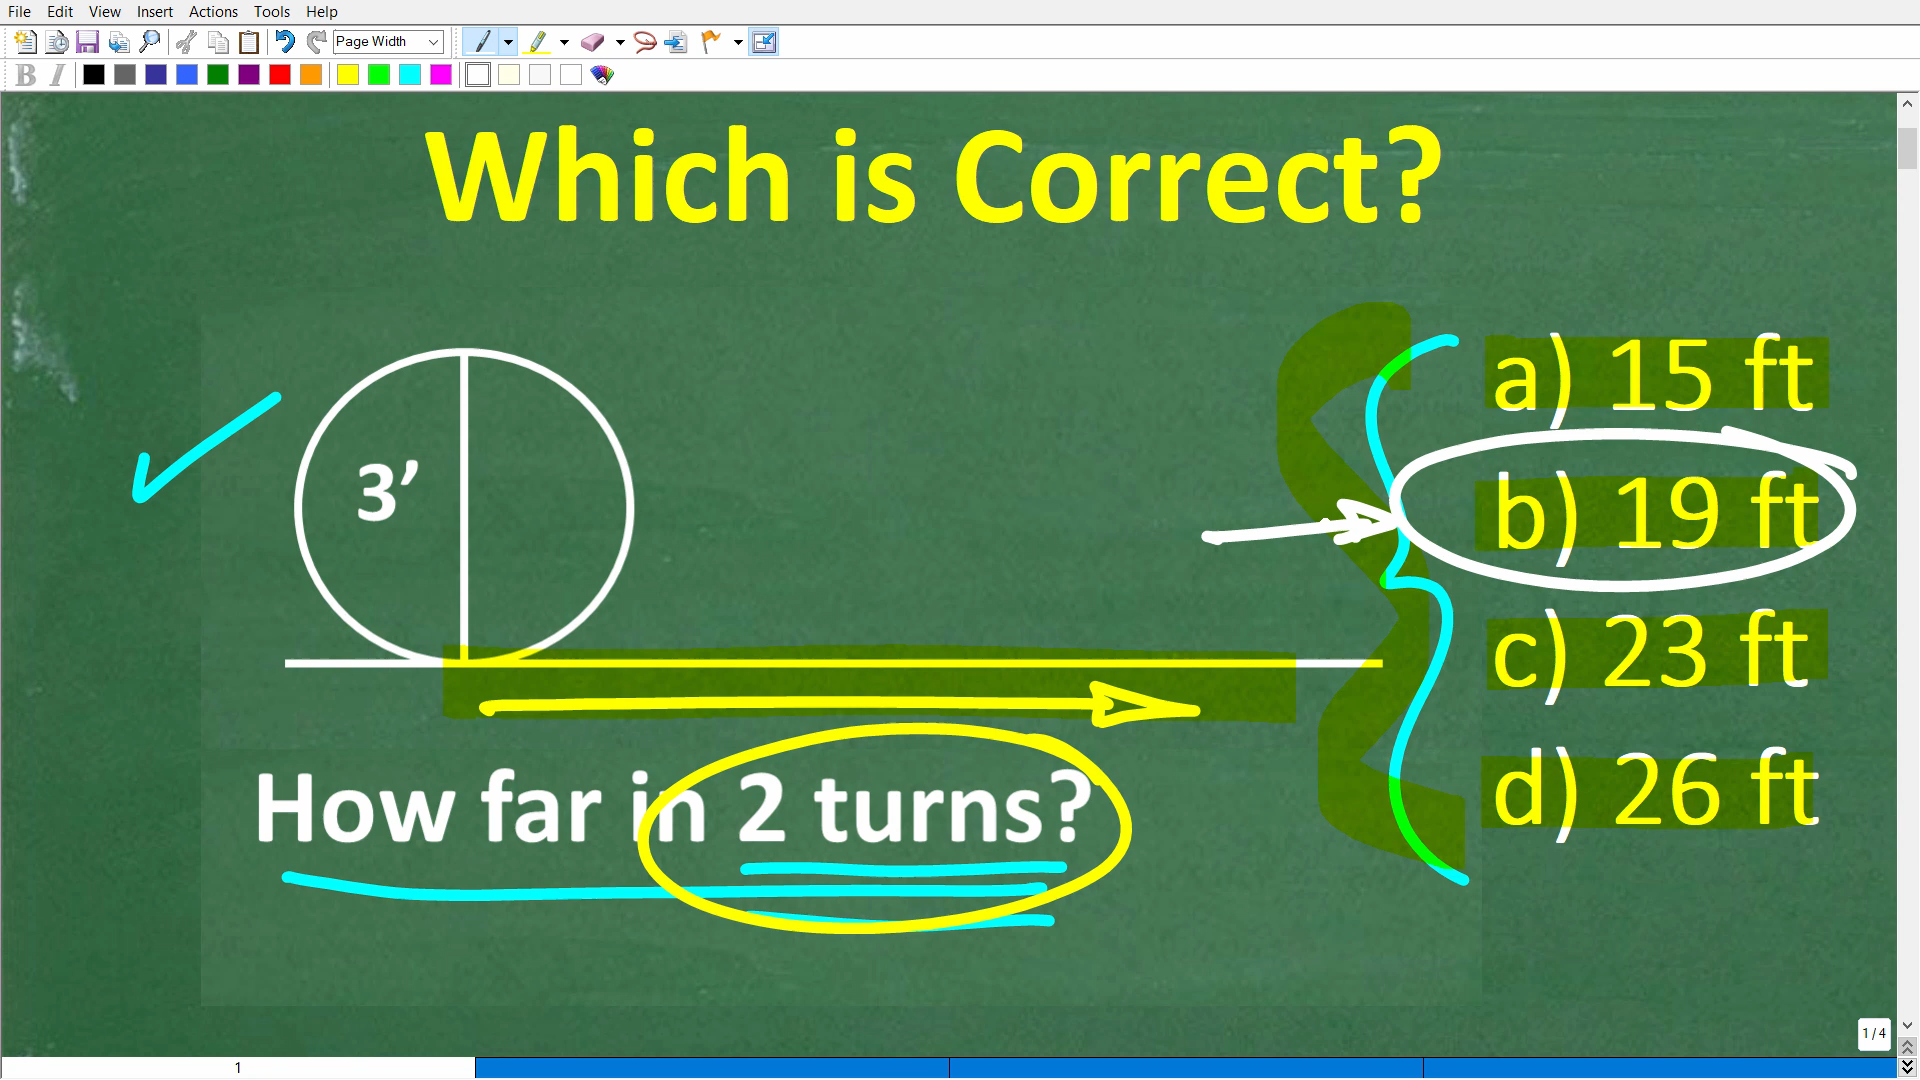 File Edit View Insert Actions Tools Help
Page Width
B I
Which is Correct?
3’
a) 15 ft
b) 19 ft
c) 23 ft
d) 26 ft
How far in 2 turns?
1 / 4
1